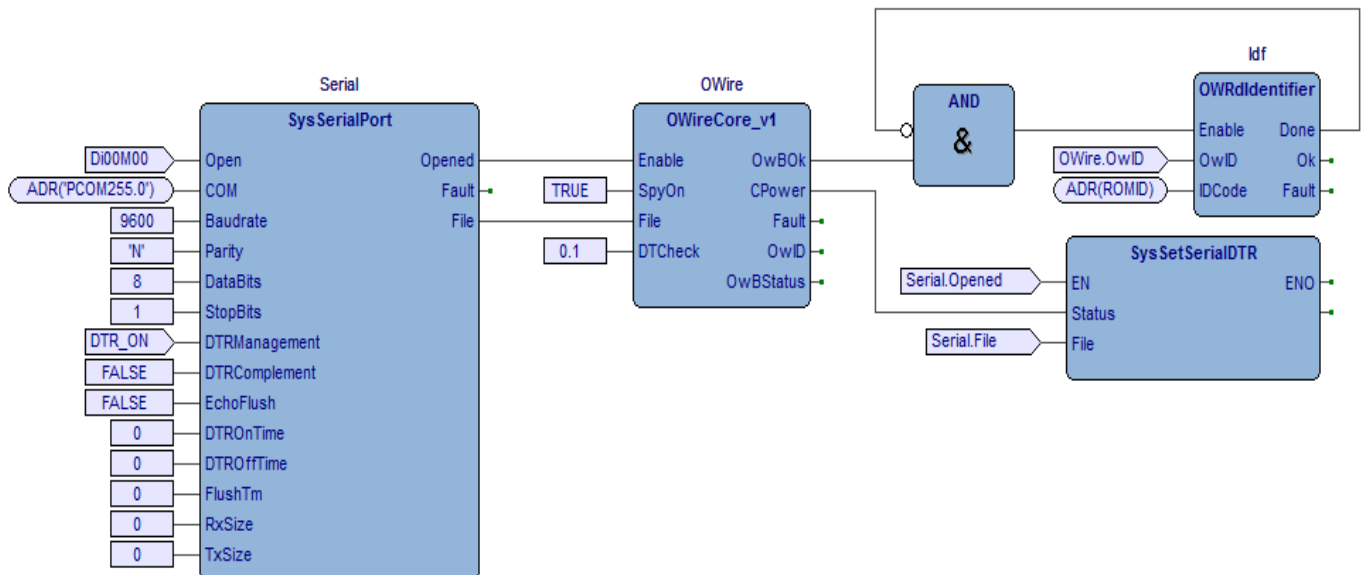 Serial
SysSerialPort
Di00M00
Open
Opened
ADR('PCOM255.0')
COM
Fault
9600
Baudrate
File
'N'
Parity
8
DataBits
1
StopBits
DTR_ON
DTRManagement
FALSE
DTRComplement
FALSE
EchoFlush
0
DTROnTime
0
DTROffTime
0
FlushTm
0
RxSize
0
TxSize
OWire
OWireCore_v1
Enable
OwBOk
TRUE
SpyOn
CPower
File
Fault
0.1
DTCheck
OwID
OwBStatus
AND
&
Idf
OWRdIdentifier
Enable
Done
OWire.OwID
OwID
Ok
ADR(ROMID)
IDCode
Fault
SysSetSerialDTR
Serial.Opened
EN
ENO
Status
Serial.File
File